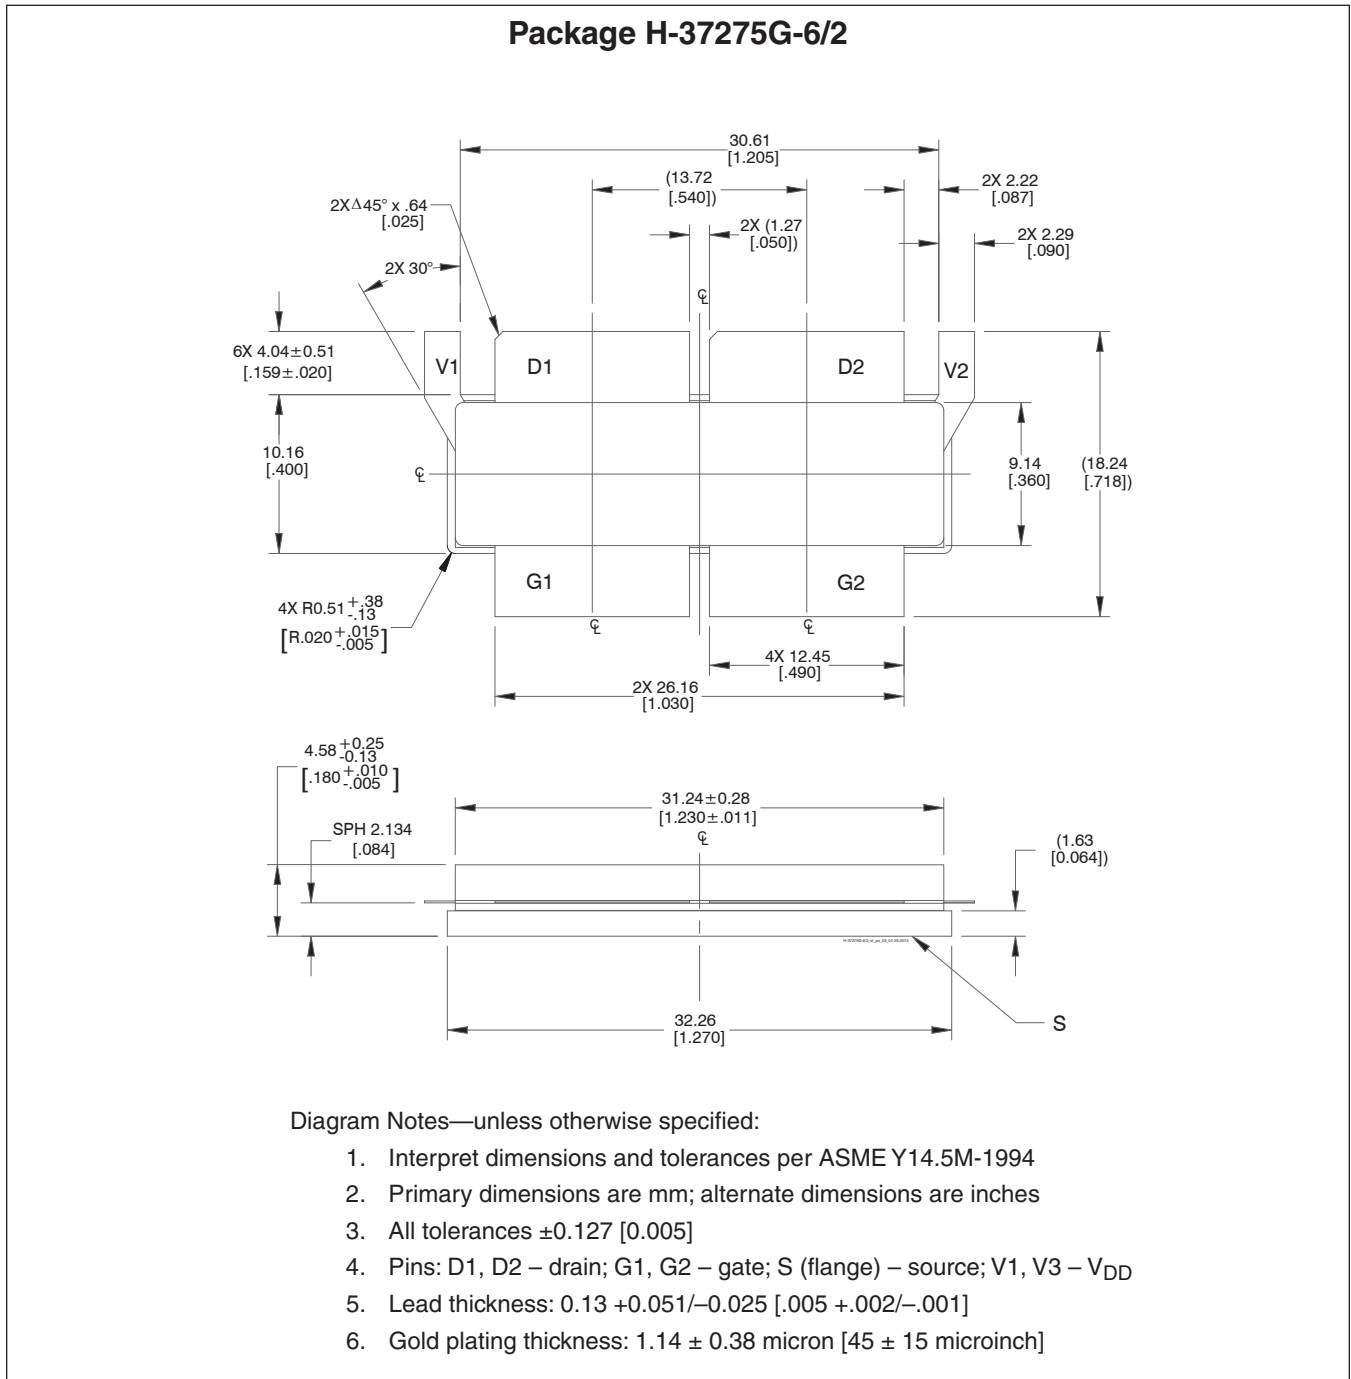 Package H-37275G-6/2
30.61
[1.205]
(13.72
[.540])
2X 2.22
[.087]
2XΔ45° x .64
[.025]
2X (1.27
[.050])
2X 2.29
[.090]
2X 30°
℄
6X 4.04±0.51
[.159±.020]
V1
D1
D2
V2
10.16
[.400]
℄
9.14
[.360]
(18.24
[.718])
G1
G2
4X R0.51 +.38
-.13
[R.020 +.015
-.005]
℄
℄
4X 12.45
[.490]
2X 26.16
[1.030]
4.58 +0.25
-0.13
[.180 +.010
-.005]
31.24±0.28
[1.230±.011]
℄
SPH 2.134
[.084]
(1.63
[0.064])
32.26
[1.270]
S
Diagram Notes—unless otherwise specified:
1. Interpret dimensions and tolerances per ASME Y14.5M-1994
2. Primary dimensions are mm; alternate dimensions are inches
3. All tolerances ±0.127 [0.005]
4. Pins: D1, D2 – drain; G1, G2 – gate; S (flange) – source; V1, V3 – VDD
5. Lead thickness: 0.13 +0.051/–0.025 [.005 +.002/–.001]
6. Gold plating thickness: 1.14 ± 0.38 micron [45 ± 15 microinch]